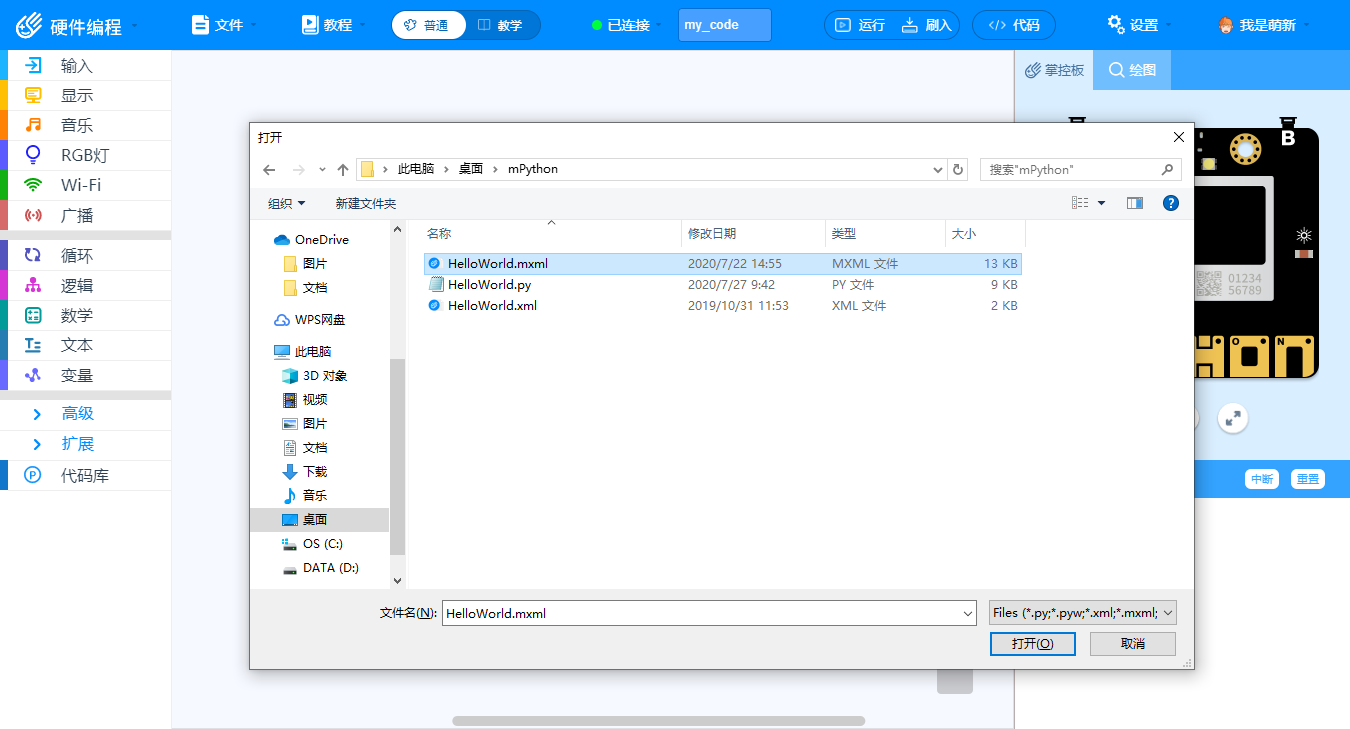 硬件编程 文件 教程 普通 教学 已连接 my_code 运行 刷入 </> 代码 设置 我是萌新
输入
显示
音乐
RGB灯
Wi-Fi
广播
循环
逻辑
数学
文本
变量
高级
扩展
代码库
掌控板 绘图
B
01234
56789
O N
中断 重置
打开
此电脑 桌面 mPython 搜索"mPython"
组织 新建文件夹
名称 修改日期 类型 大小
HelloWorld.mxml 2020/7/22 14:55 MXML 文件 13 KB
HelloWorld.py 2020/7/27 9:42 PY 文件 9 KB
HelloWorld.xml 2019/10/31 11:53 XML 文件 2 KB
OneDrive
图片
文档
WPS网盘
此电脑
3D 对象
视频
图片
文档
下载
音乐
桌面
OS (C:)
DATA (D:)
文件名(N): HelloWorld.mxml Files (*.py;*.pyw;*.xml;*.mxml;
打开(O) 取消